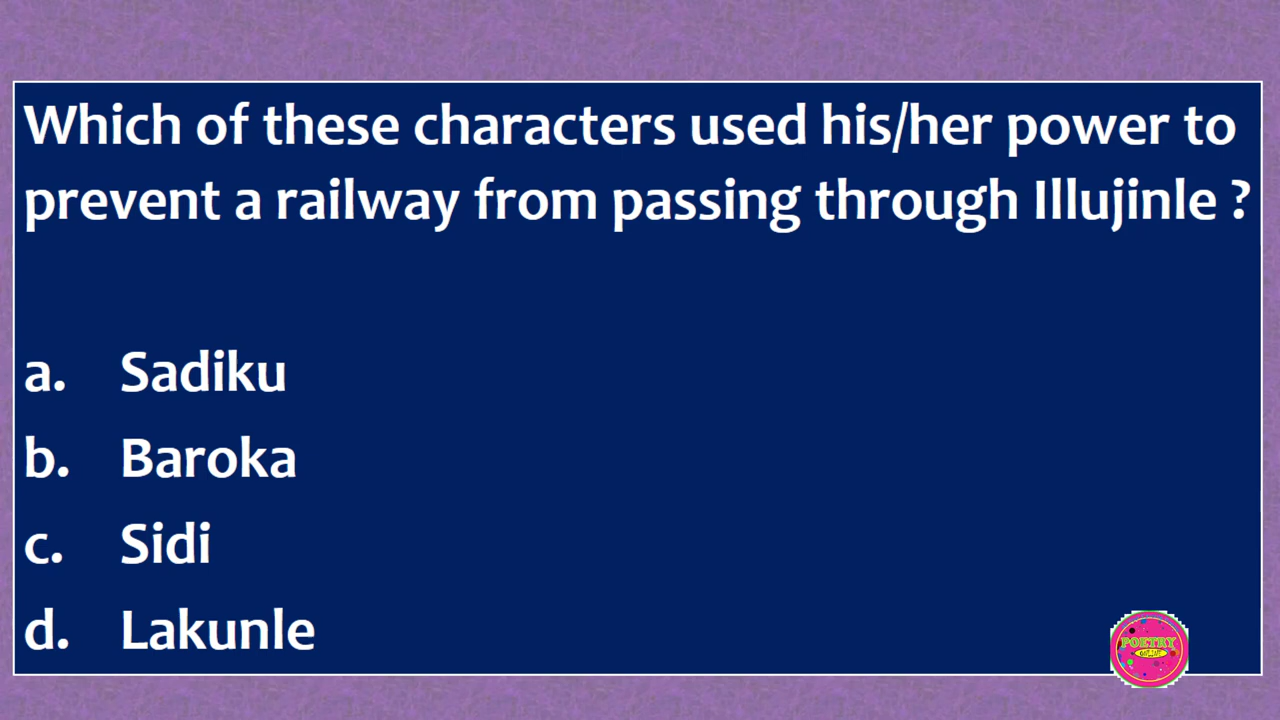 Which of these characters used his/her power to
prevent a railway from passing through Illujinle ?
a. Sadiku
b. Baroka
c. Sidi
d. Lakunle
POETRY